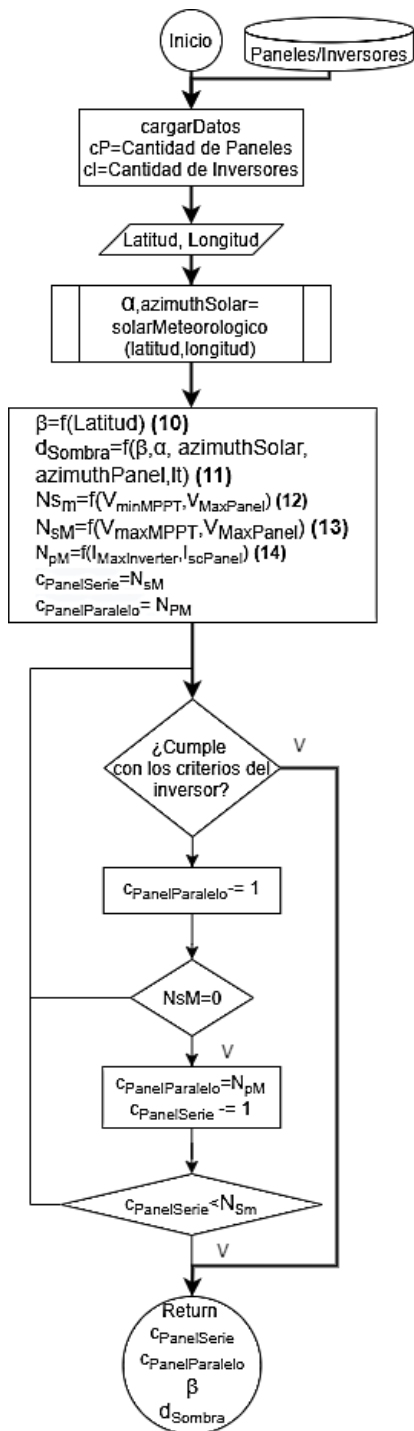 Inicio
Paneles/Inversores
cargarDatos
cP=Cantidad de Paneles
cI=Cantidad de Inversores
Latitud, Longitud
α,azimuthSolar=
solarMeteorologico
(latitud,longitud)
β=f(Latitud) (10)
dSombra=f(β,α, azimuthSolar,
azimuthPanel,lt) (11)
Nsm=f(VminMPPT,VMaxPanel) (12)
NsM=f(VmaxMPPT,VMaxPanel) (13)
NpM=f(IMaxInverter,IscPanel) (14)
cPanelSerie=NsM
cPanelParalelo= NPM
¿Cumple
con los criterios del
inversor?
V
cPanelParalelo-= 1
NsM=0
V
cPanelParalelo=NpM
cPanelSerie -= 1
cPanelSerie<NSm
V
Return
cPanelSerie
cPanelParalelo
β
dSombra